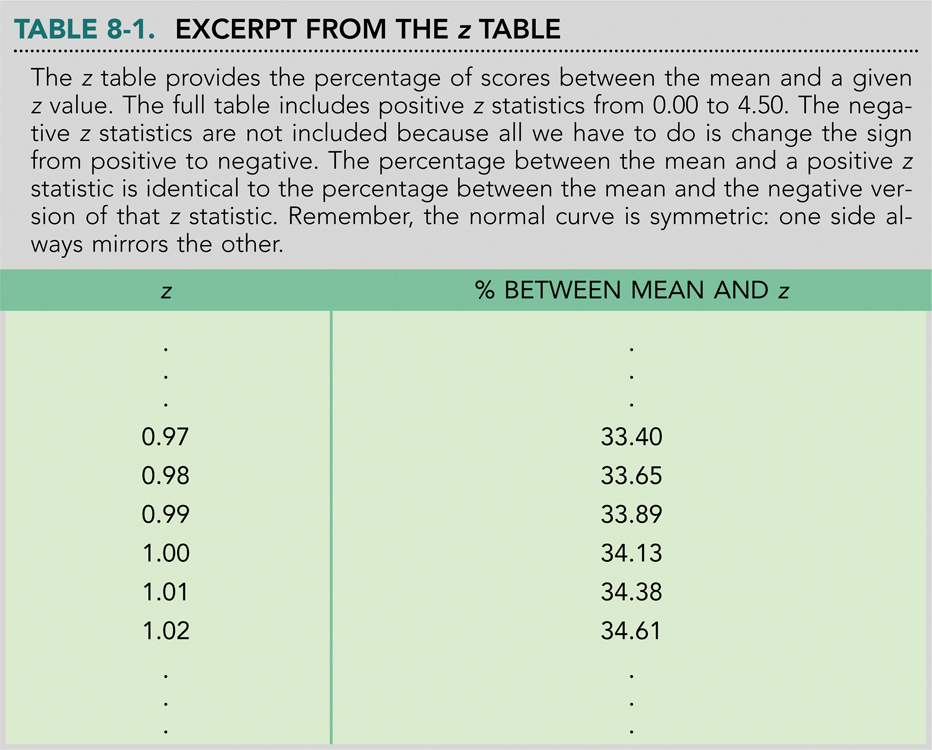 TABLE 8-1. EXCERPT FROM THE z TABLE
The z table provides the percentage of scores between the mean and a given
z value. The full table includes positive z statistics from 0.00 to 4.50. The nega-
tive z statistics are not included because all we have to do is change the sign
from positive to negative. The percentage between the mean and a positive z
statistic is identical to the percentage between the mean and the negative ver-
sion of that z statistic. Remember, the normal curve is symmetric: one side al-
ways mirrors the other.
z % BETWEEN MEAN AND z
. .
. .
. .
0.97 33.40
0.98 33.65
0.99 33.89
1.00 34.13
1.01 34.38
1.02 34.61
. .
. .
. .